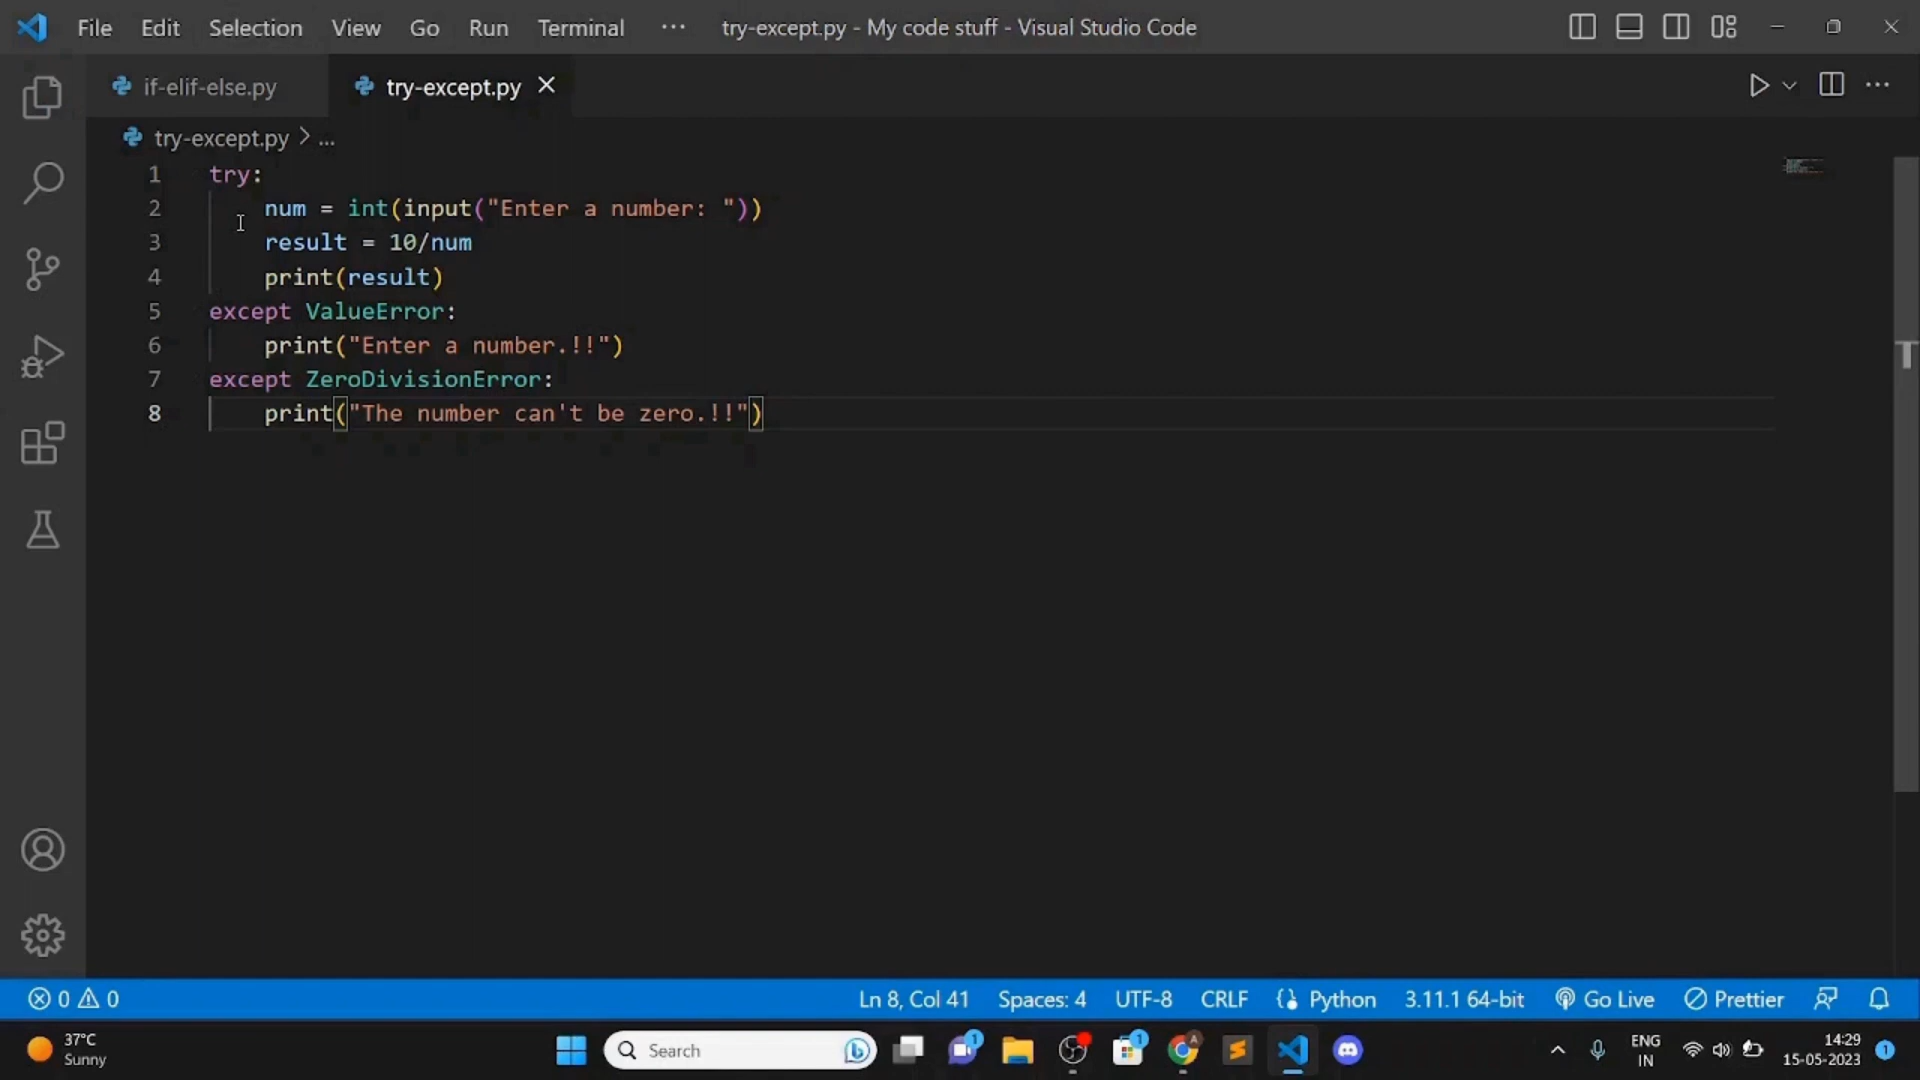 File Edit Selection View Go Run Terminal ··· try-except.py - My code stuff - Visual Studio Code
if-elif-else.py try-except.py
try-except.py > ...
1 try:
2     num = int(input("Enter a number: "))
3     result = 10/num
4     print(result)
5 except ValueError:
6     print("Enter a number.!!")
7 except ZeroDivisionError:
8     print("The number can't be zero.!!")
0 0 Ln 8, Col 41 Spaces: 4 UTF-8 CRLF Python 3.11.1 64-bit Go Live Prettier
37°C
Sunny
Search
1
1
A
ENG
IN
14:29
15-05-2023
1